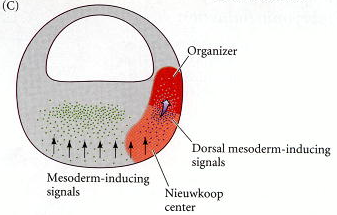 (C)
Organizer
Dorsal mesoderm-inducing
signals
Mesoderm-inducing
signals
Nieuwkoop
center